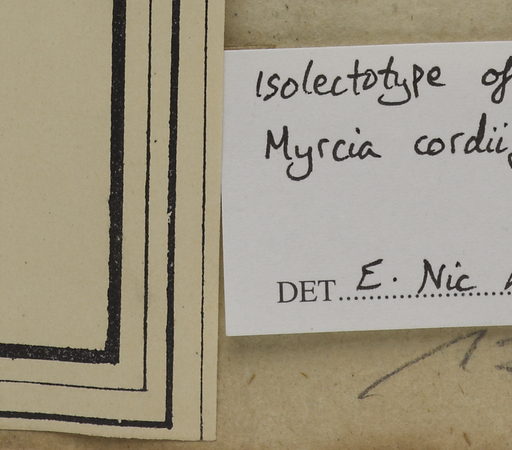 Isolectotype of
Myrcia cordii
DET E. Nic